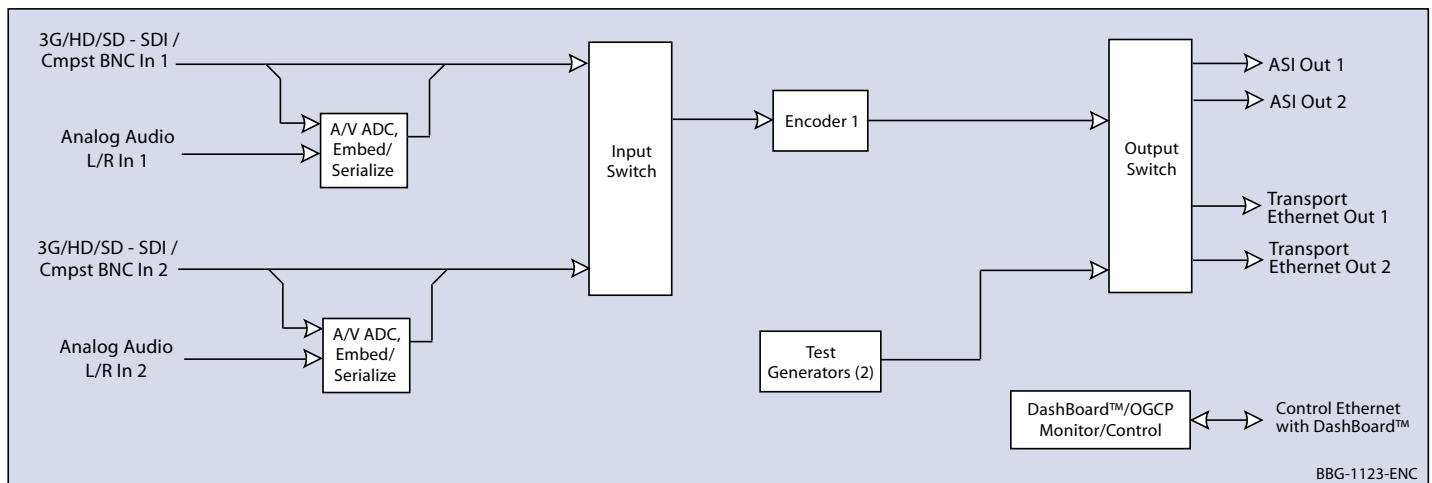 3G/HD/SD - SDI /
Cmpst BNC In 1
Analog Audio
L/R In 1
A/V ADC,
Embed/
Serialize
3G/HD/SD - SDI /
Cmpst BNC In 2
Analog Audio
L/R In 2
A/V ADC,
Embed/
Serialize
Input
Switch
Encoder 1
Test
Generators (2)
Output
Switch
ASI Out 1
ASI Out 2
Transport
Ethernet Out 1
Transport
Ethernet Out 2
DashBoard™/OGCP
Monitor/Control
Control Ethernet
with DashBoard™
BBG-1123-ENC